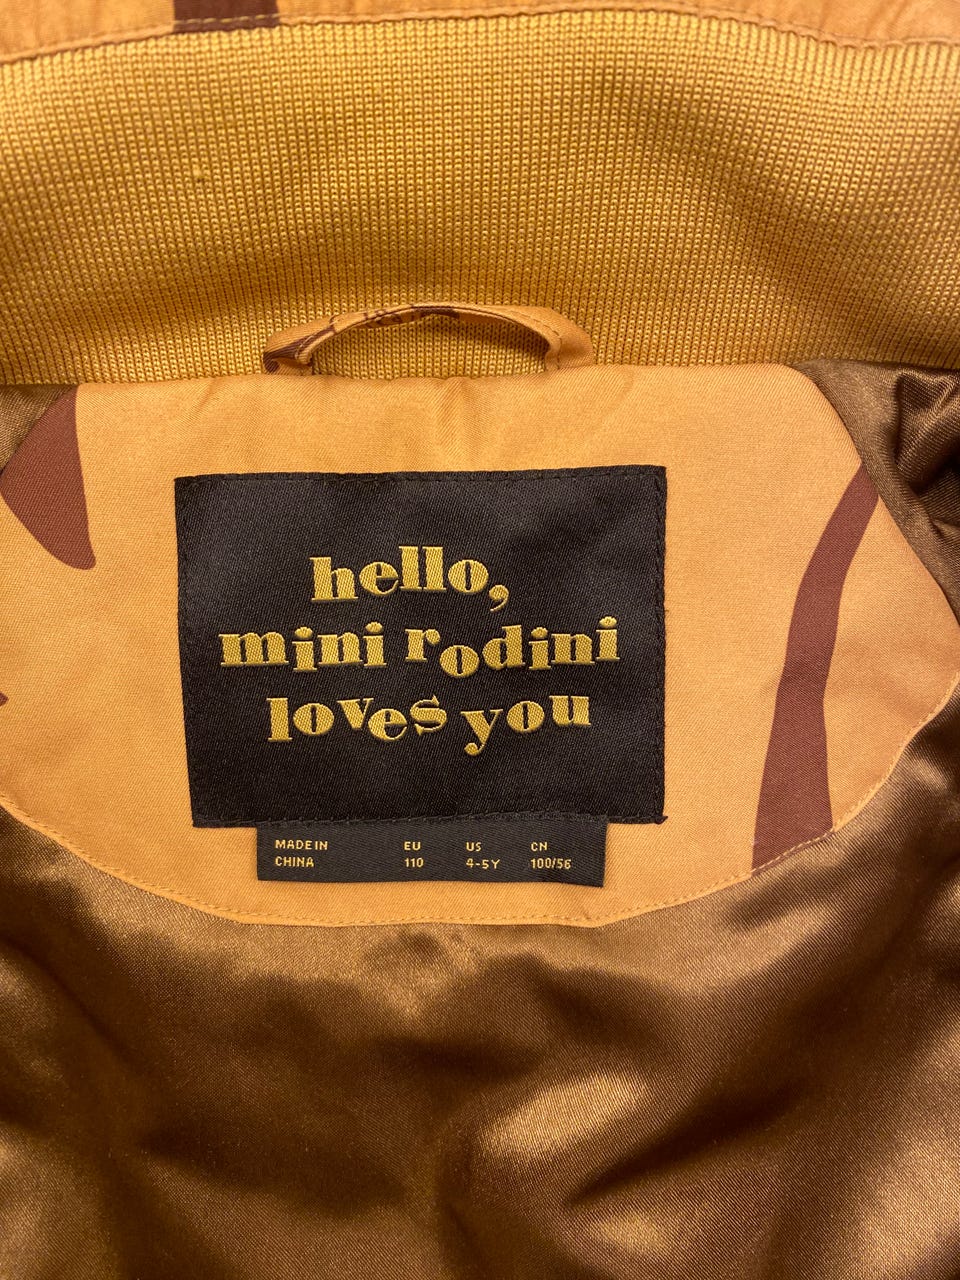 hello,
mini rodini
loves you
MADE IN EU US CN
CHINA 110 4-5Y 100/56